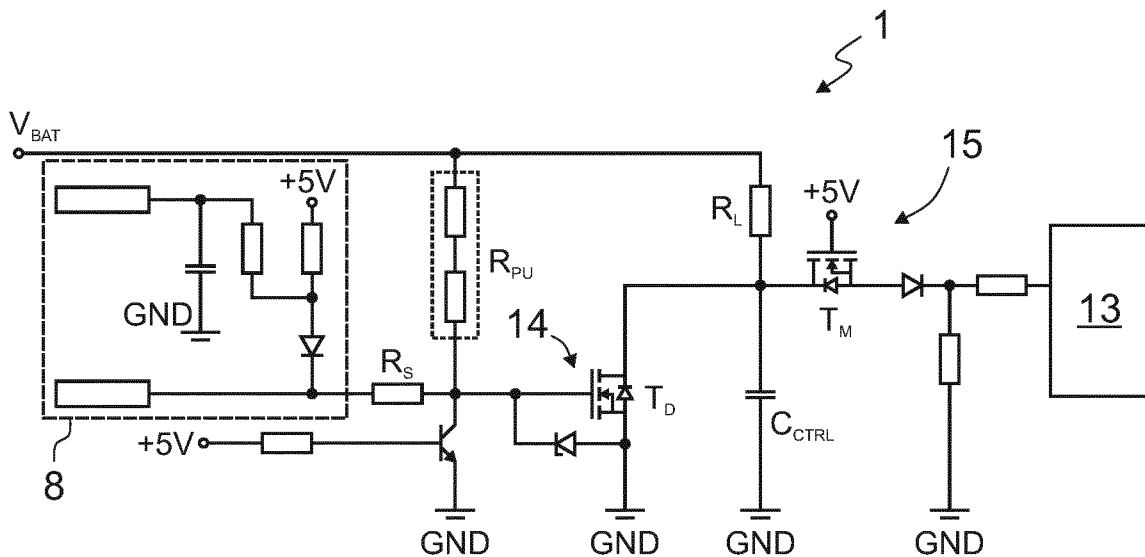 1
V_BAT
+5V
15
+5V
R_L
R_PU
GND
14
13
T_M
R_S
T_D
C_CTRL
+5V
8
GND
GND
GND
GND